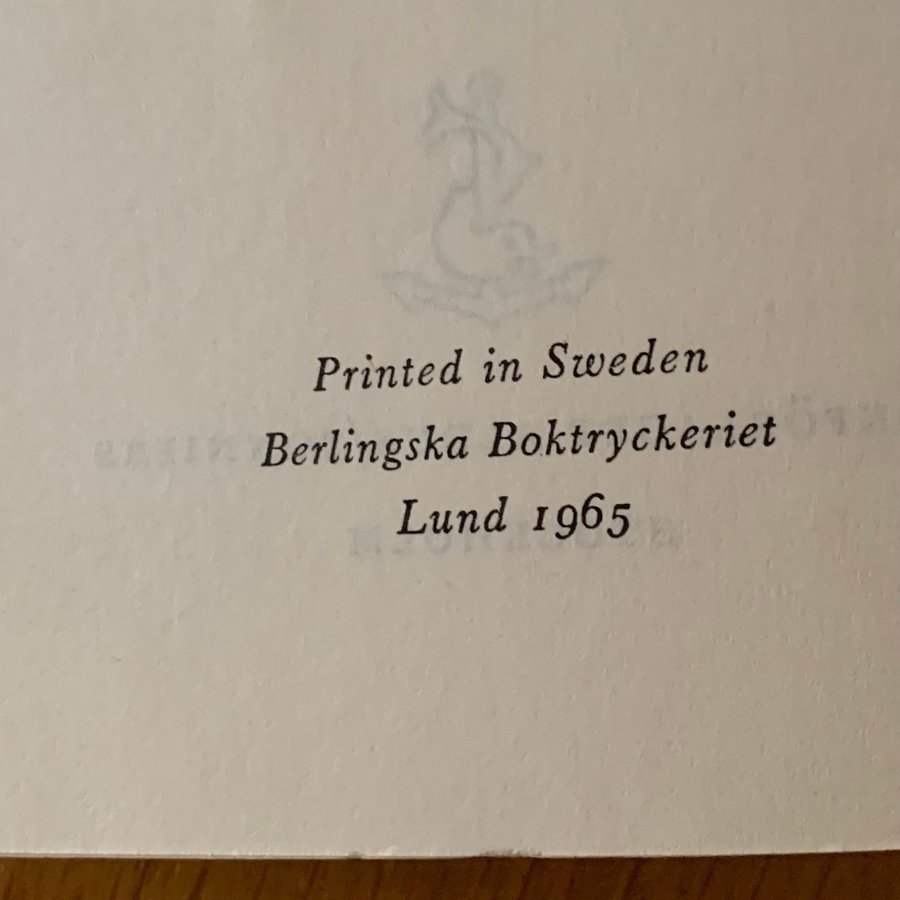 Printed in Sweden
Berlingska Boktryckeriet
Lund 1965